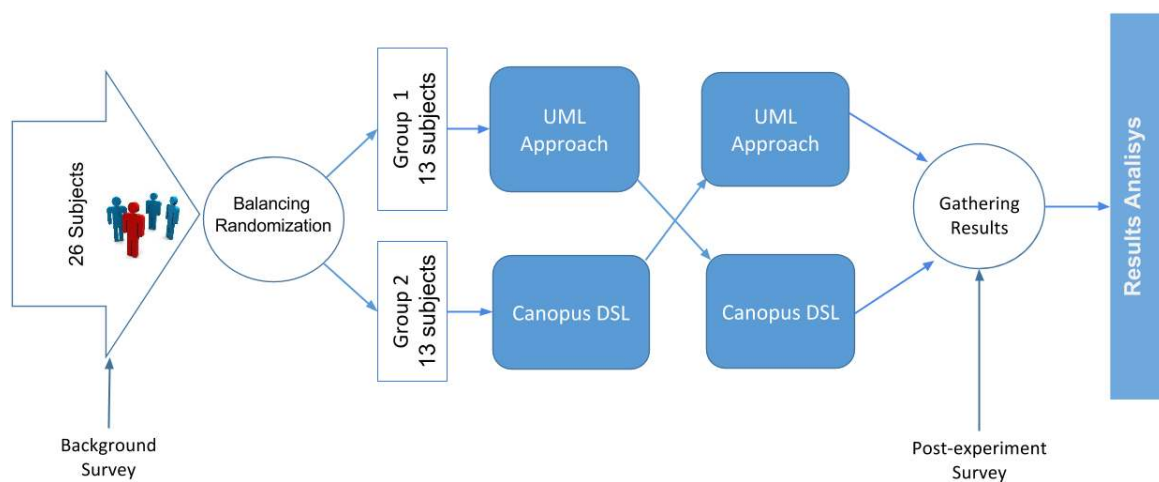 26 Subjects
Background
Survey
Balancing
Randomization
Group 1
13 subjects
Group 2
13 subjects
UML
Approach
Canopus DSL
UML
Approach
Canopus DSL
Gathering
Results
Post-experiment
Survey
Results Analisys